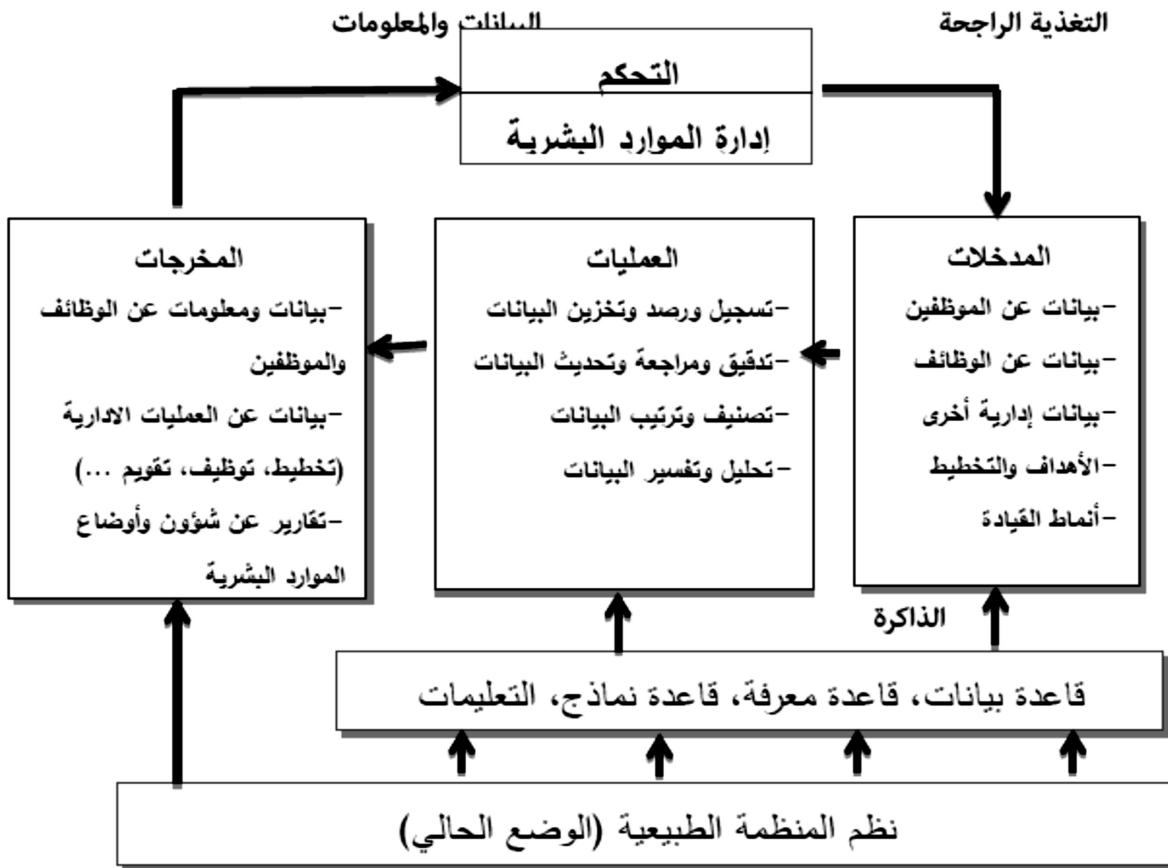 التغذية الراجحة
البيانات والمعلومات
التحكم
إدارة الموارد البشرية
المدخلات
-بيانات عن الموظفين
-بيانات عن الوظائف
-بيانات إدارية أخرى
-الأهداف والتخطيط
-أنماط القيادة
العمليات
-تسجيل ورصد وتخزين البيانات
-تدقيق ومراجعة وتحديث البيانات
-تصنيف وترتيب البيانات
-تحليل وتفسير البيانات
المخرجات
-بيانات ومعلومات عن الوظائف
والموظفين
-بيانات عن العمليات الادارية
(تخطيط، توظيف، تقويم ...)
-تقارير عن شؤون وأوضاع
الموارد البشرية
الذاكرة
قاعدة بيانات، قاعدة معرفة، قاعدة نماذج، التعليمات
نظم المنظمة الطبيعية (الوضع الحالي)